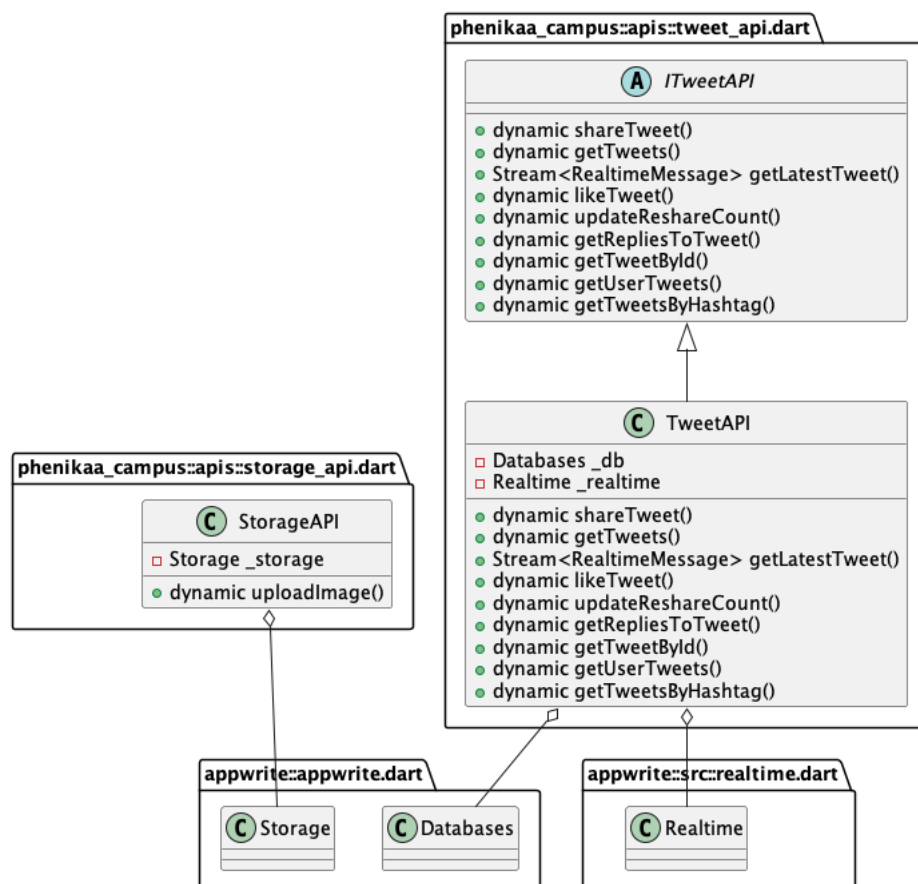 phenikaa_campus::apis::tweet_api.dart
A ITweetAPI
dynamic shareTweet()
dynamic getTweets()
Stream<RealtimeMessage> getLatestTweet()
dynamic likeTweet()
dynamic updateReshareCount()
dynamic getRepliesToTweet()
dynamic getTweetById()
dynamic getUserTweets()
dynamic getTweetsByHashtag()
C TweetAPI
Databases _db
Realtime _realtime
dynamic shareTweet()
dynamic getTweets()
Stream<RealtimeMessage> getLatestTweet()
dynamic likeTweet()
dynamic updateReshareCount()
dynamic getRepliesToTweet()
dynamic getTweetById()
dynamic getUserTweets()
dynamic getTweetsByHashtag()
phenikaa_campus::apis::storage_api.dart
C StorageAPI
Storage _storage
dynamic uploadImage()
appwrite::appwrite.dart
C Storage
C Databases
appwrite::src::realtime.dart
C Realtime